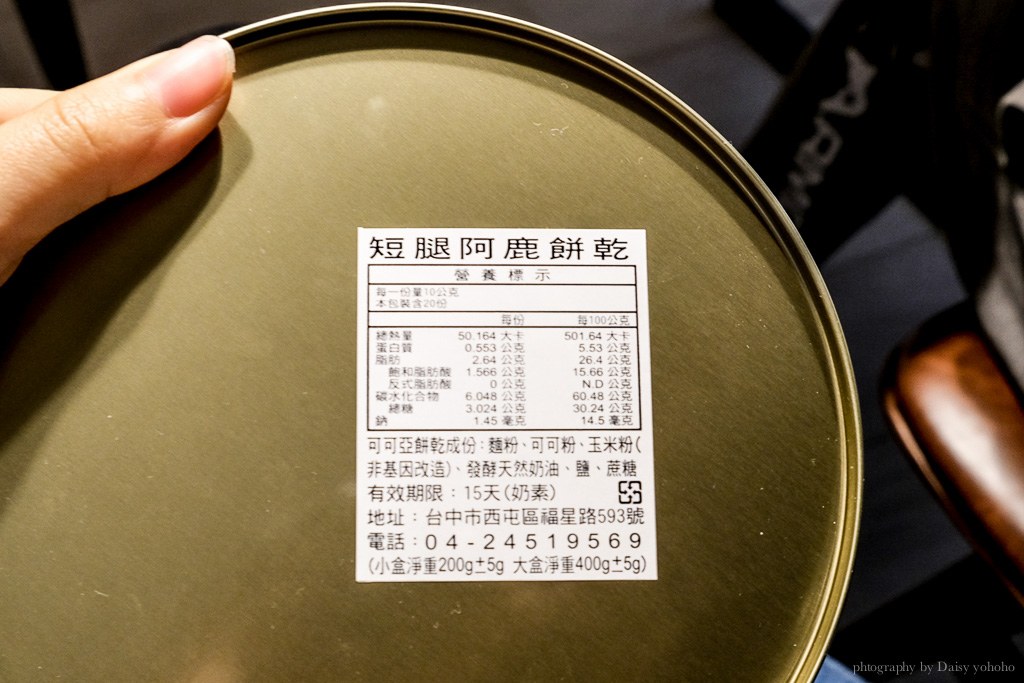 短腿阿鹿餅乾
營養標示
每一份量10公克
本包裝含20份
每份 每100公克
總熱量 50.164 大卡 501.64 大卡
蛋白質 0.553 公克 5.53 公克
脂肪 2.64 公克 26.4 公克
飽和脂肪酸 1.566 公克 15.66 公克
反式脂肪酸 0 公克 N.D 公克
碳水化合物 6.048 公克 60.48 公克
總糖 3.024 公克 30.24 公克
鈉 1.45 毫克 14.5 毫克
可可亞餅乾成份：麵粉、可可粉、玉米粉(
非基因改造)、發酵天然奶油、鹽、蔗糖
有效期限：15天(奶素)
地址：台中市西屯區福星路593號
電話：04-24519569
(小盒淨重200g±5g 大盒淨重400g±5g)
phtography by Daisy yohoho